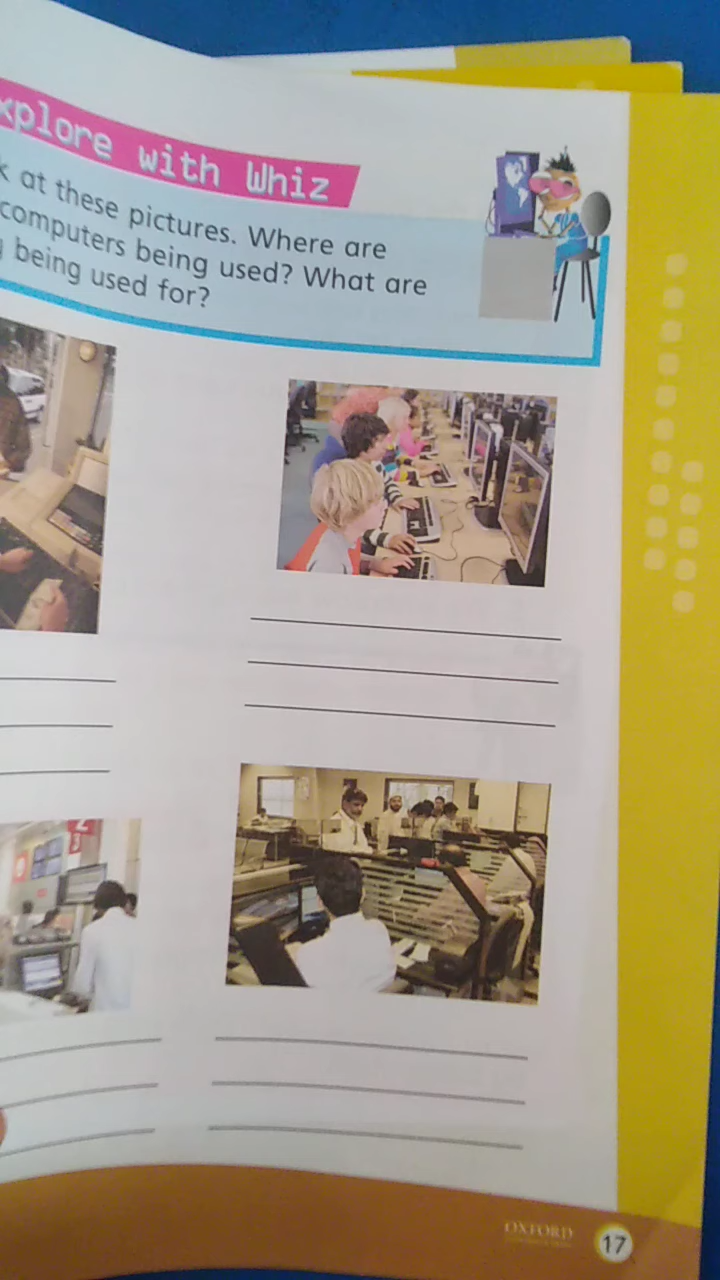 xplore with Whiz
k at these pictures. Where are
computers being used? What are
being used for?
OXFORD
17